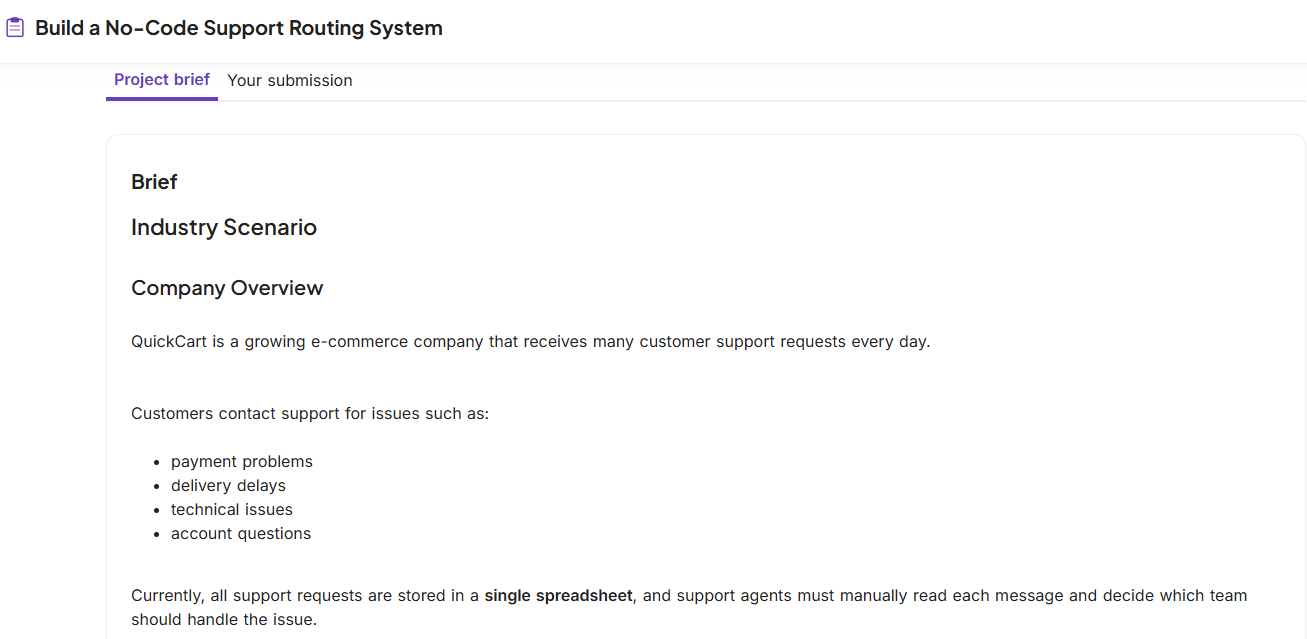 Build a No-Code Support Routing System
Project brief
Your submission
Brief
Industry Scenario
Company Overview
QuickCart is a growing e-commerce company that receives many customer support requests every day.
Customers contact support for issues such as:
• payment problems
• delivery delays
• technical issues
• account questions
Currently, all support requests are stored in a single spreadsheet, and support agents must manually read each message and decide which team
should handle the issue.